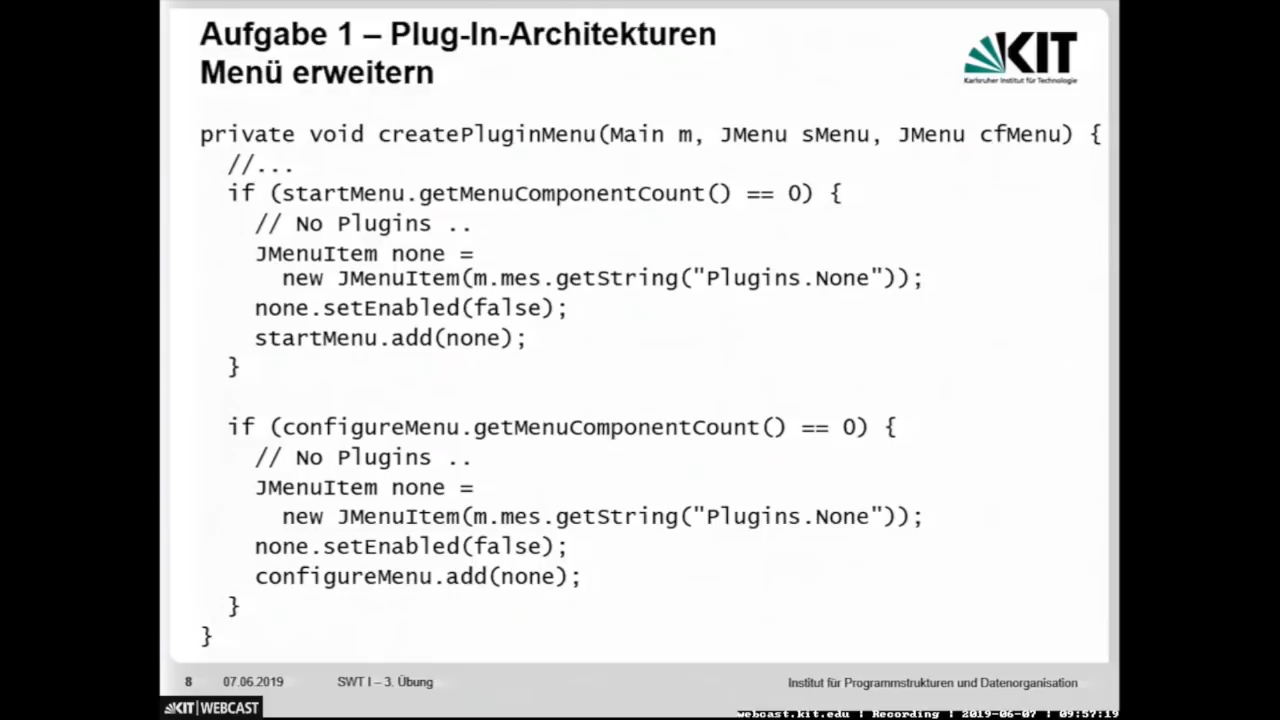 Aufgabe 1 – Plug-In-Architekturen
Menü erweitern
KIT
Karlsruher Institut für Technologie
private void createPluginMenu(Main m, JMenu sMenu, JMenu cfMenu) {
//...
if (startMenu.getMenuComponentCount() == 0) {
// No Plugins ..
JMenuItem none =
new JMenuItem(m.mes.getString("Plugins.None"));
none.setEnabled(false);
startMenu.add(none);
}
if (configureMenu.getMenuComponentCount() == 0) {
// No Plugins ..
JMenuItem none =
new JMenuItem(m.mes.getString("Plugins.None"));
none.setEnabled(false);
configureMenu.add(none);
}
}
8 07.06.2019 SWT I – 3. Übung Institut für Programmstrukturen und Datenorganisation
KIT | WEBCAST
webcast.kit.edu | Recording | 2019-06-07 | 09:57:19